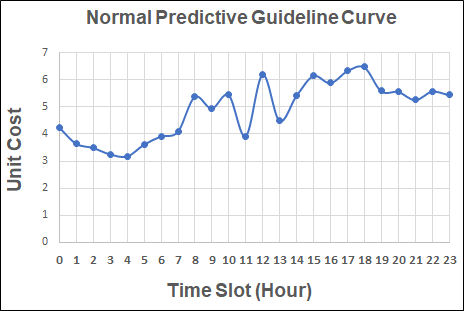 Normal Predictive Guideline Curve
7
6
5
4
3
2
1
0
Unit Cost
0 1 2 3 4 5 6 7 8 9 10 11 12 13 14 15 16 17 18 19 20 21 22 23
Time Slot (Hour)